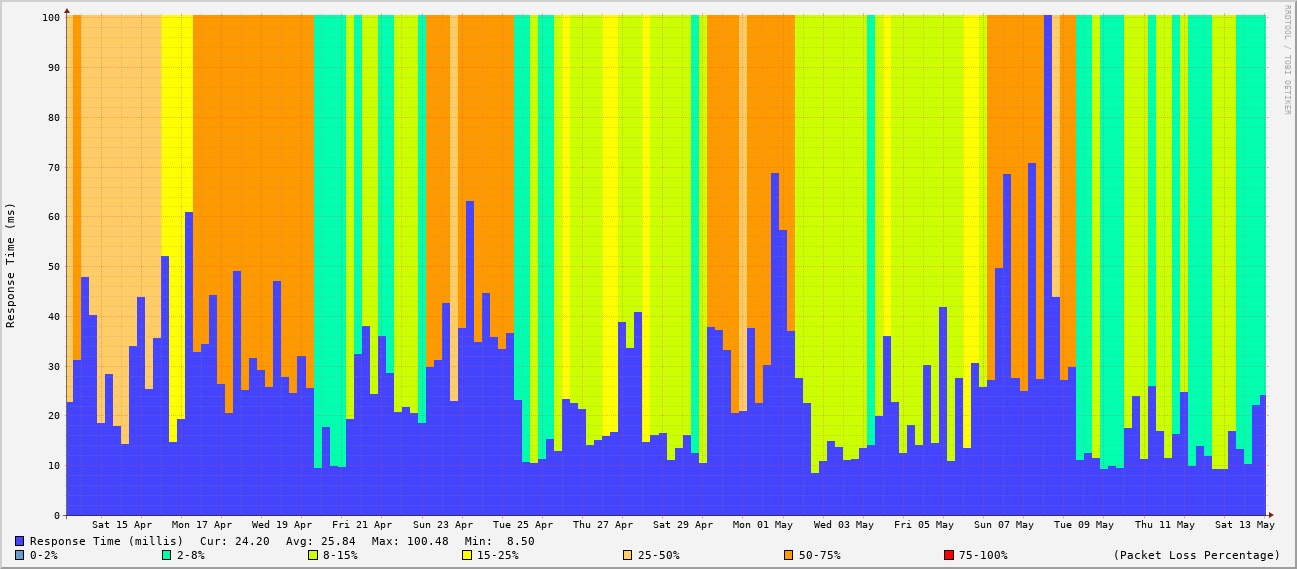 100
90
80
70
60
50
40
30
20
10
0
Response Time (ms)
RRDTOOL / TOBI OETIKER
Sat 15 Apr Mon 17 Apr Wed 19 Apr Fri 21 Apr Sun 23 Apr Tue 25 Apr Thu 27 Apr Sat 29 Apr Mon 01 May Wed 03 May Fri 05 May Sun 07 May Tue 09 May Thu 11 May Sat 13 May
Response Time (millis) Cur: 24.20 Avg: 25.84 Max: 100.48 Min: 8.50
0-2% 2-8% 8-15% 15-25% 25-50% 50-75% 75-100% (Packet Loss Percentage)